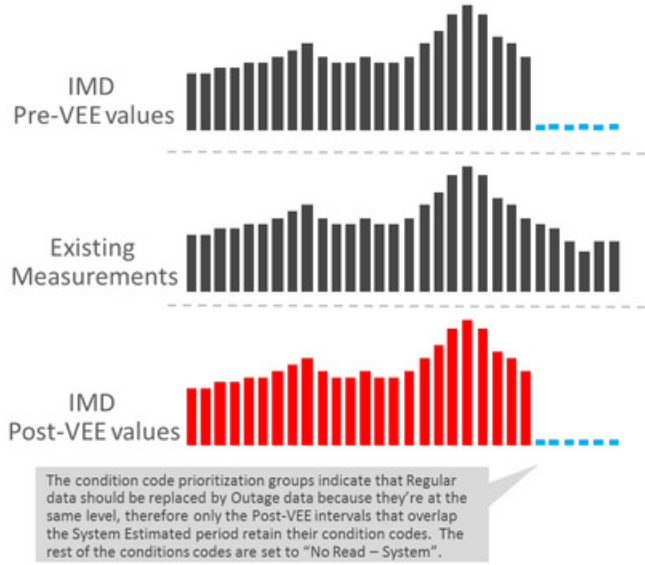 IMD
Pre-VEE values
Existing
Measurements
IMD
Post-VEE values
The condition code prioritization groups indicate that Regular
data should be replaced by Outage data because they're at the
same level, therefore only the Post-VEE intervals that overlap
the System Estimated period retain their condition codes. The
rest of the conditions codes are set to “No Read – System”.